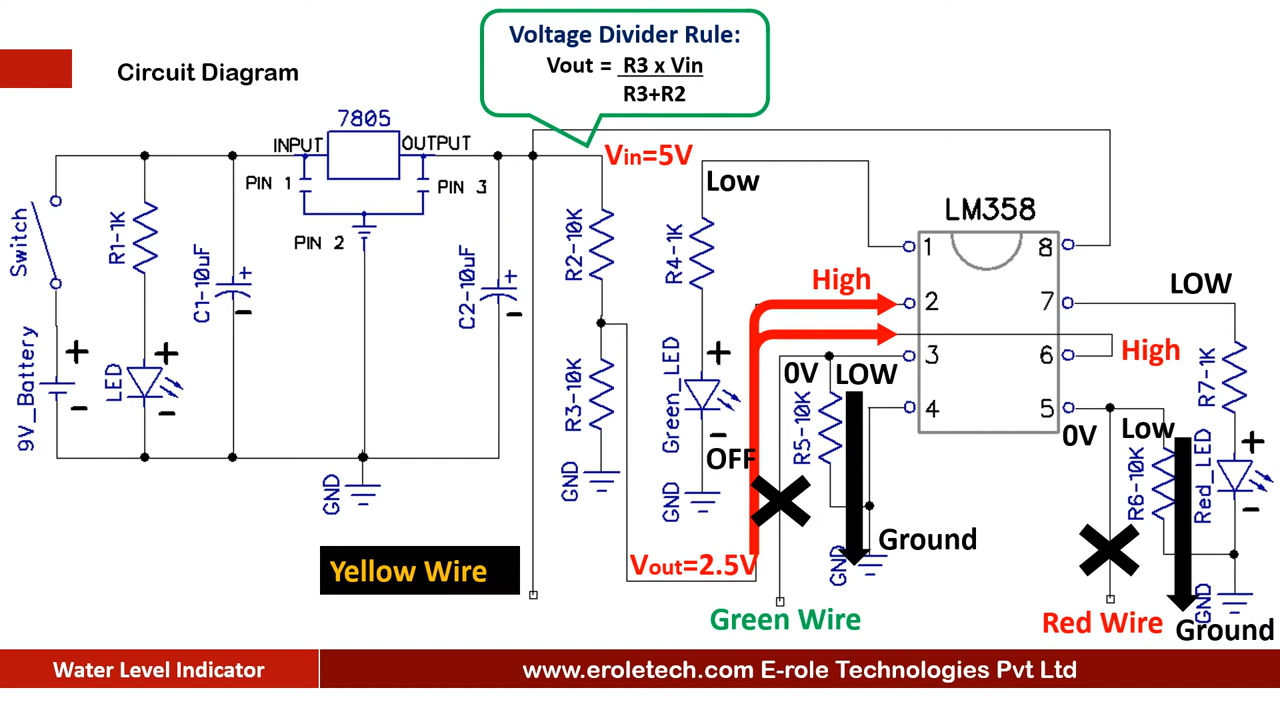 Voltage Divider Rule:
Vout = R3 x Vin
R3+R2
Circuit Diagram
7805
INPUT
OUTPUT
PIN 1
PIN 3
PIN 2
Vin=5V
Low
LM358
Switch
R1-1K
C1-10uF
+
-
C2-10uF
+
-
R2-10K
R4-1K
1
8
High
2
7
LOW
9V_Battery
+
-
LED
+
-
R3-10K
Green_LED
+
-
OFF
3
6
High
0V
LOW
R5-10K
4
5
0V
Low
R7-1K
R6-10K
Red_LED
+
-
GND
GND
GND
GND
Ground
GND
Ground
Vout=2.5V
Yellow Wire
Green Wire
Red Wire
Water Level Indicator
www.eroletech.com E-role Technologies Pvt Ltd